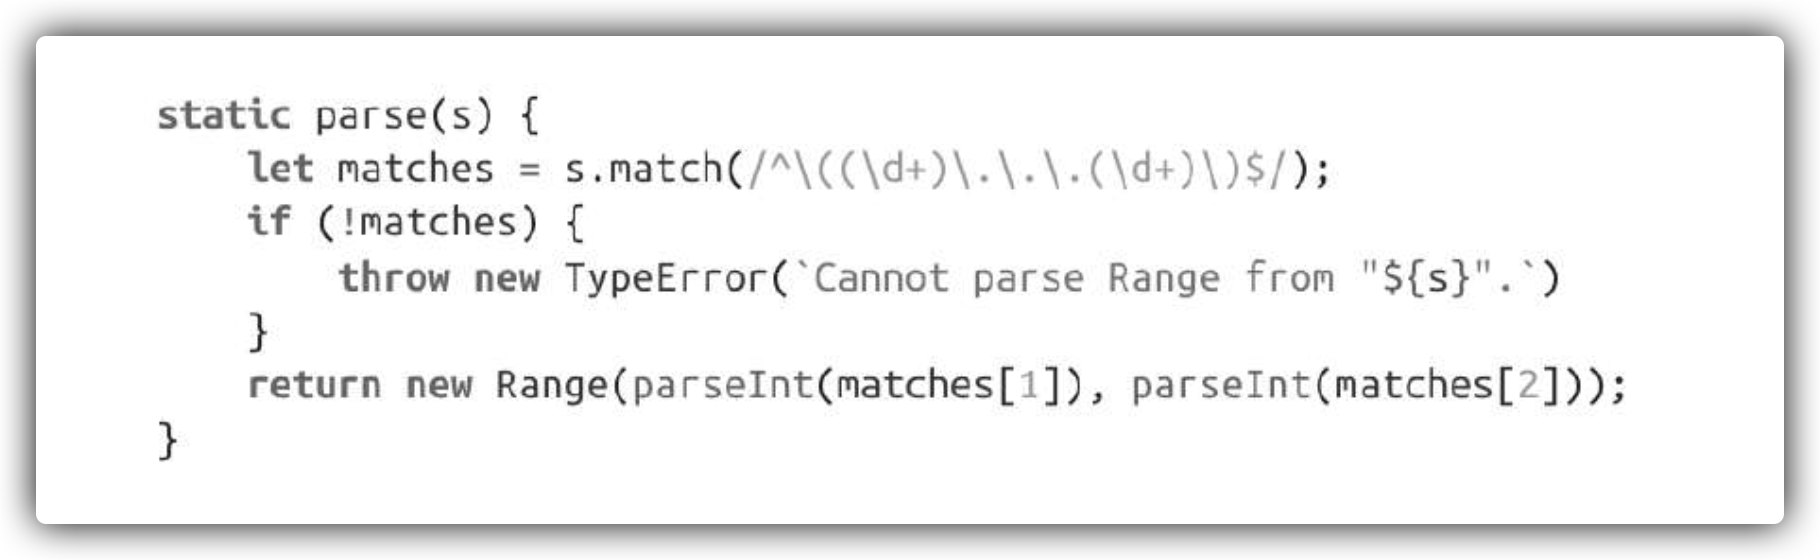 static parse(s) {
    let matches = s.match(/^\((\d+)\.\.\.(\d+)\)$/);
    if (!matches) {
        throw new TypeError(`Cannot parse Range from "${s}".`)
    }
    return new Range(parseInt(matches[1]), parseInt(matches[2]));
}